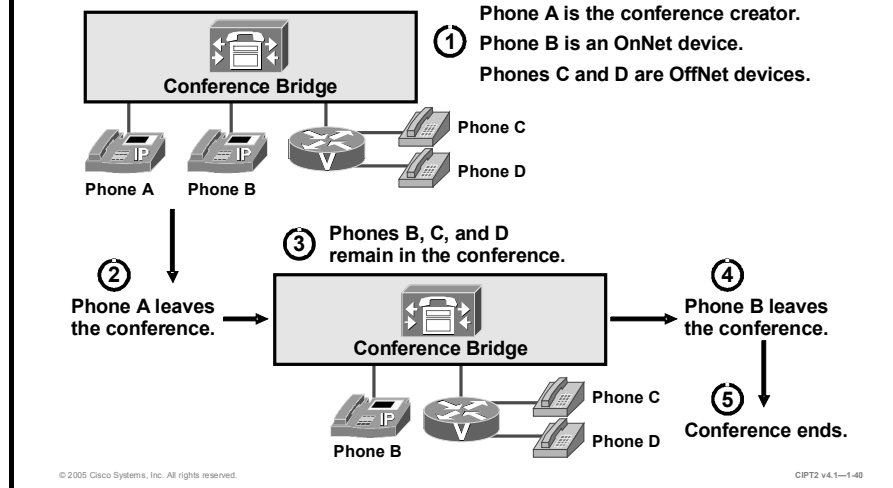 Phone A is the conference creator.
1
Phone B is an OnNet device.
Phones C and D are OffNet devices.
Conference Bridge
IP
IP
V
Phone C
Phone D
Phone A
Phone B
2
Phone A leaves
the conference.
3
Phones B, C, and D
remain in the conference.
Conference Bridge
IP
V
Phone B
Phone C
Phone D
4
Phone B leaves
the conference.
5
Conference ends.
© 2005 Cisco Systems, Inc. All rights reserved.
CIPT2 v4.1—1-40